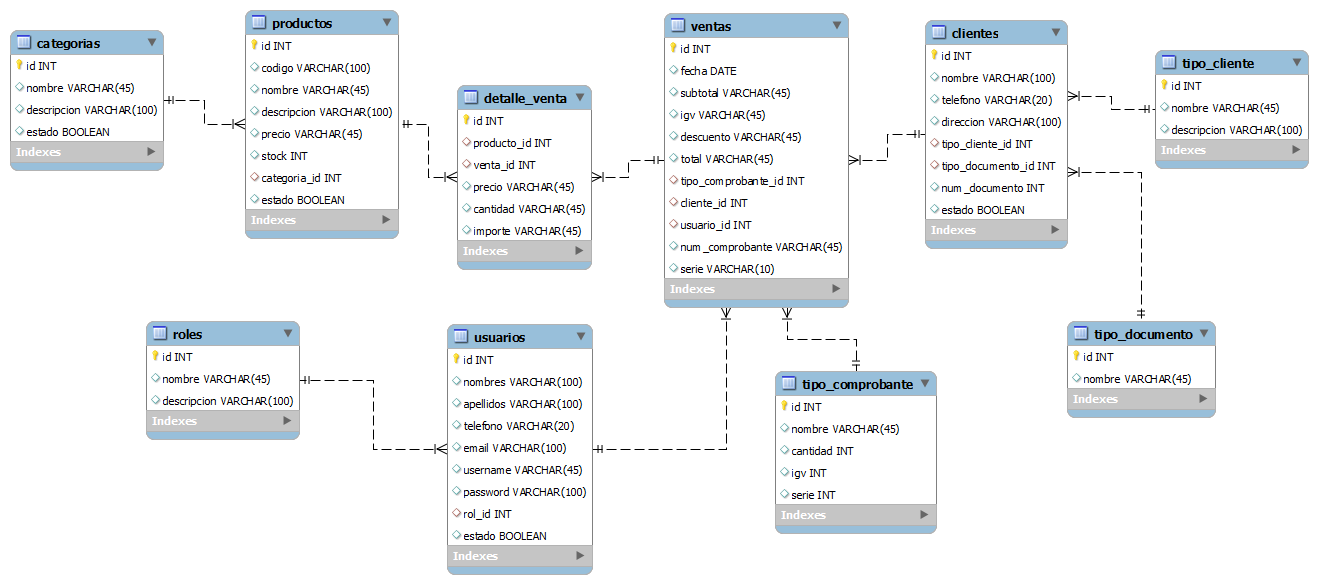 categorias
id INT
nombre VARCHAR(45)
descripcion VARCHAR(100)
estado BOOLEAN
Indexes
productos
id INT
codigo VARCHAR(100)
nombre VARCHAR(45)
descripcion VARCHAR(100)
precio VARCHAR(45)
stock INT
categoria_id INT
estado BOOLEAN
Indexes
detalle_venta
id INT
producto_id INT
venta_id INT
precio VARCHAR(45)
cantidad VARCHAR(45)
importe VARCHAR(45)
Indexes
ventas
id INT
fecha DATE
subtotal VARCHAR(45)
igv VARCHAR(45)
descuento VARCHAR(45)
total VARCHAR(45)
tipo_comprobante_id INT
cliente_id INT
usuario_id INT
num_comprobante VARCHAR(45)
serie VARCHAR(10)
Indexes
clientes
id INT
nombre VARCHAR(100)
telefono VARCHAR(20)
direccion VARCHAR(100)
tipo_cliente_id INT
tipo_documento_id INT
num_documento INT
estado BOOLEAN
Indexes
tipo_cliente
id INT
nombre VARCHAR(45)
descripcion VARCHAR(100)
Indexes
roles
id INT
nombre VARCHAR(45)
descripcion VARCHAR(100)
Indexes
usuarios
id INT
nombres VARCHAR(100)
apellidos VARCHAR(100)
telefono VARCHAR(20)
email VARCHAR(100)
username VARCHAR(45)
password VARCHAR(100)
rol_id INT
estado BOOLEAN
Indexes
tipo_comprobante
id INT
nombre VARCHAR(45)
cantidad INT
igv INT
serie INT
Indexes
tipo_documento
id INT
nombre VARCHAR(45)
Indexes